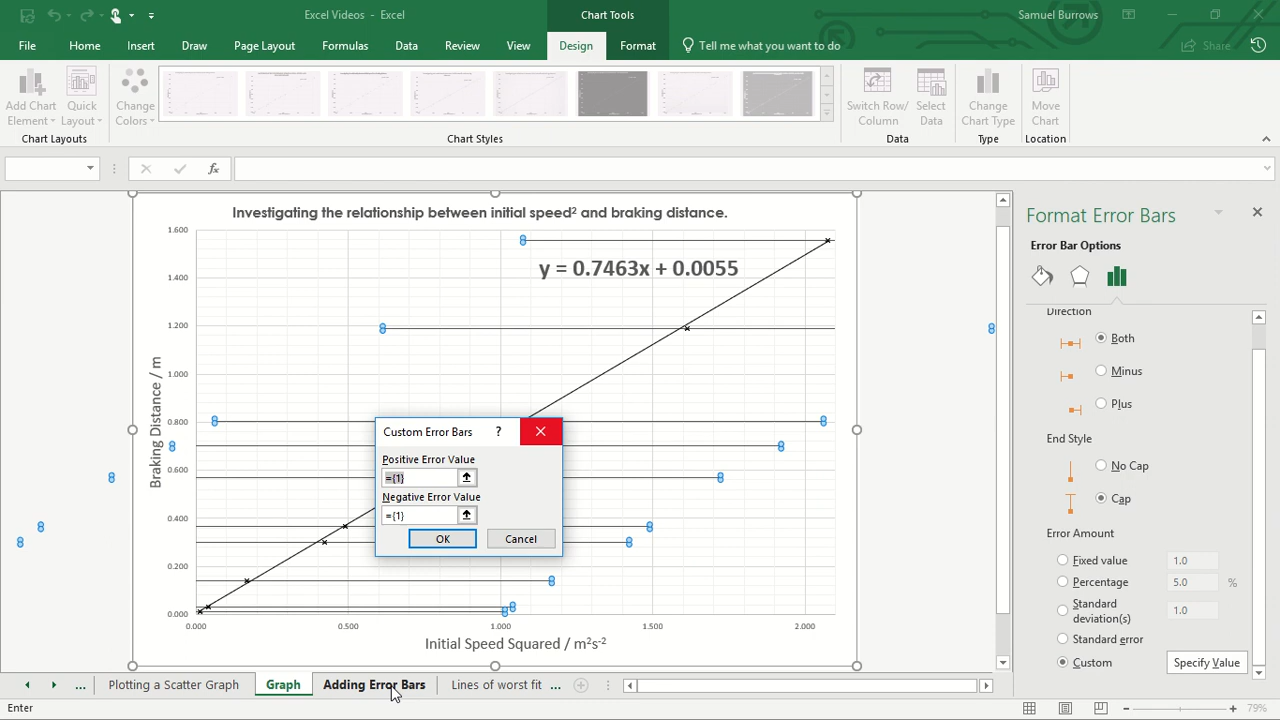 Excel Videos - Excel
Chart Tools
Samuel Burrows
File Home Insert Draw Page Layout Formulas Data Review View Design Format Tell me what you want to do Share
Add Chart Element
Quick Layout
Change Colors
Switch Row/Column
Select Data
Change Chart Type
Move Chart
Chart Layouts
Chart Styles
Data
Type
Location
fx
Investigating the relationship between initial speed² and braking distance.
y = 0.7463x + 0.0055
1.600
1.400
1.200
1.000
0.800
0.600
0.400
0.200
0.000
Braking Distance / m
0.000 0.500 1.000 1.500 2.000
Initial Speed Squared / m²s⁻²
Custom Error Bars ?
Positive Error Value
={1}
Negative Error Value
={1}
OK Cancel
Format Error Bars
Error Bar Options
Direction
Both
Minus
Plus
End Style
No Cap
Cap
Error Amount
Fixed value 1.0
Percentage 5.0 %
Standard deviation(s) 1.0
Standard error
Custom Specify Value
... Plotting a Scatter Graph Graph Adding Error Bars Lines of worst fit ...
Enter
79%